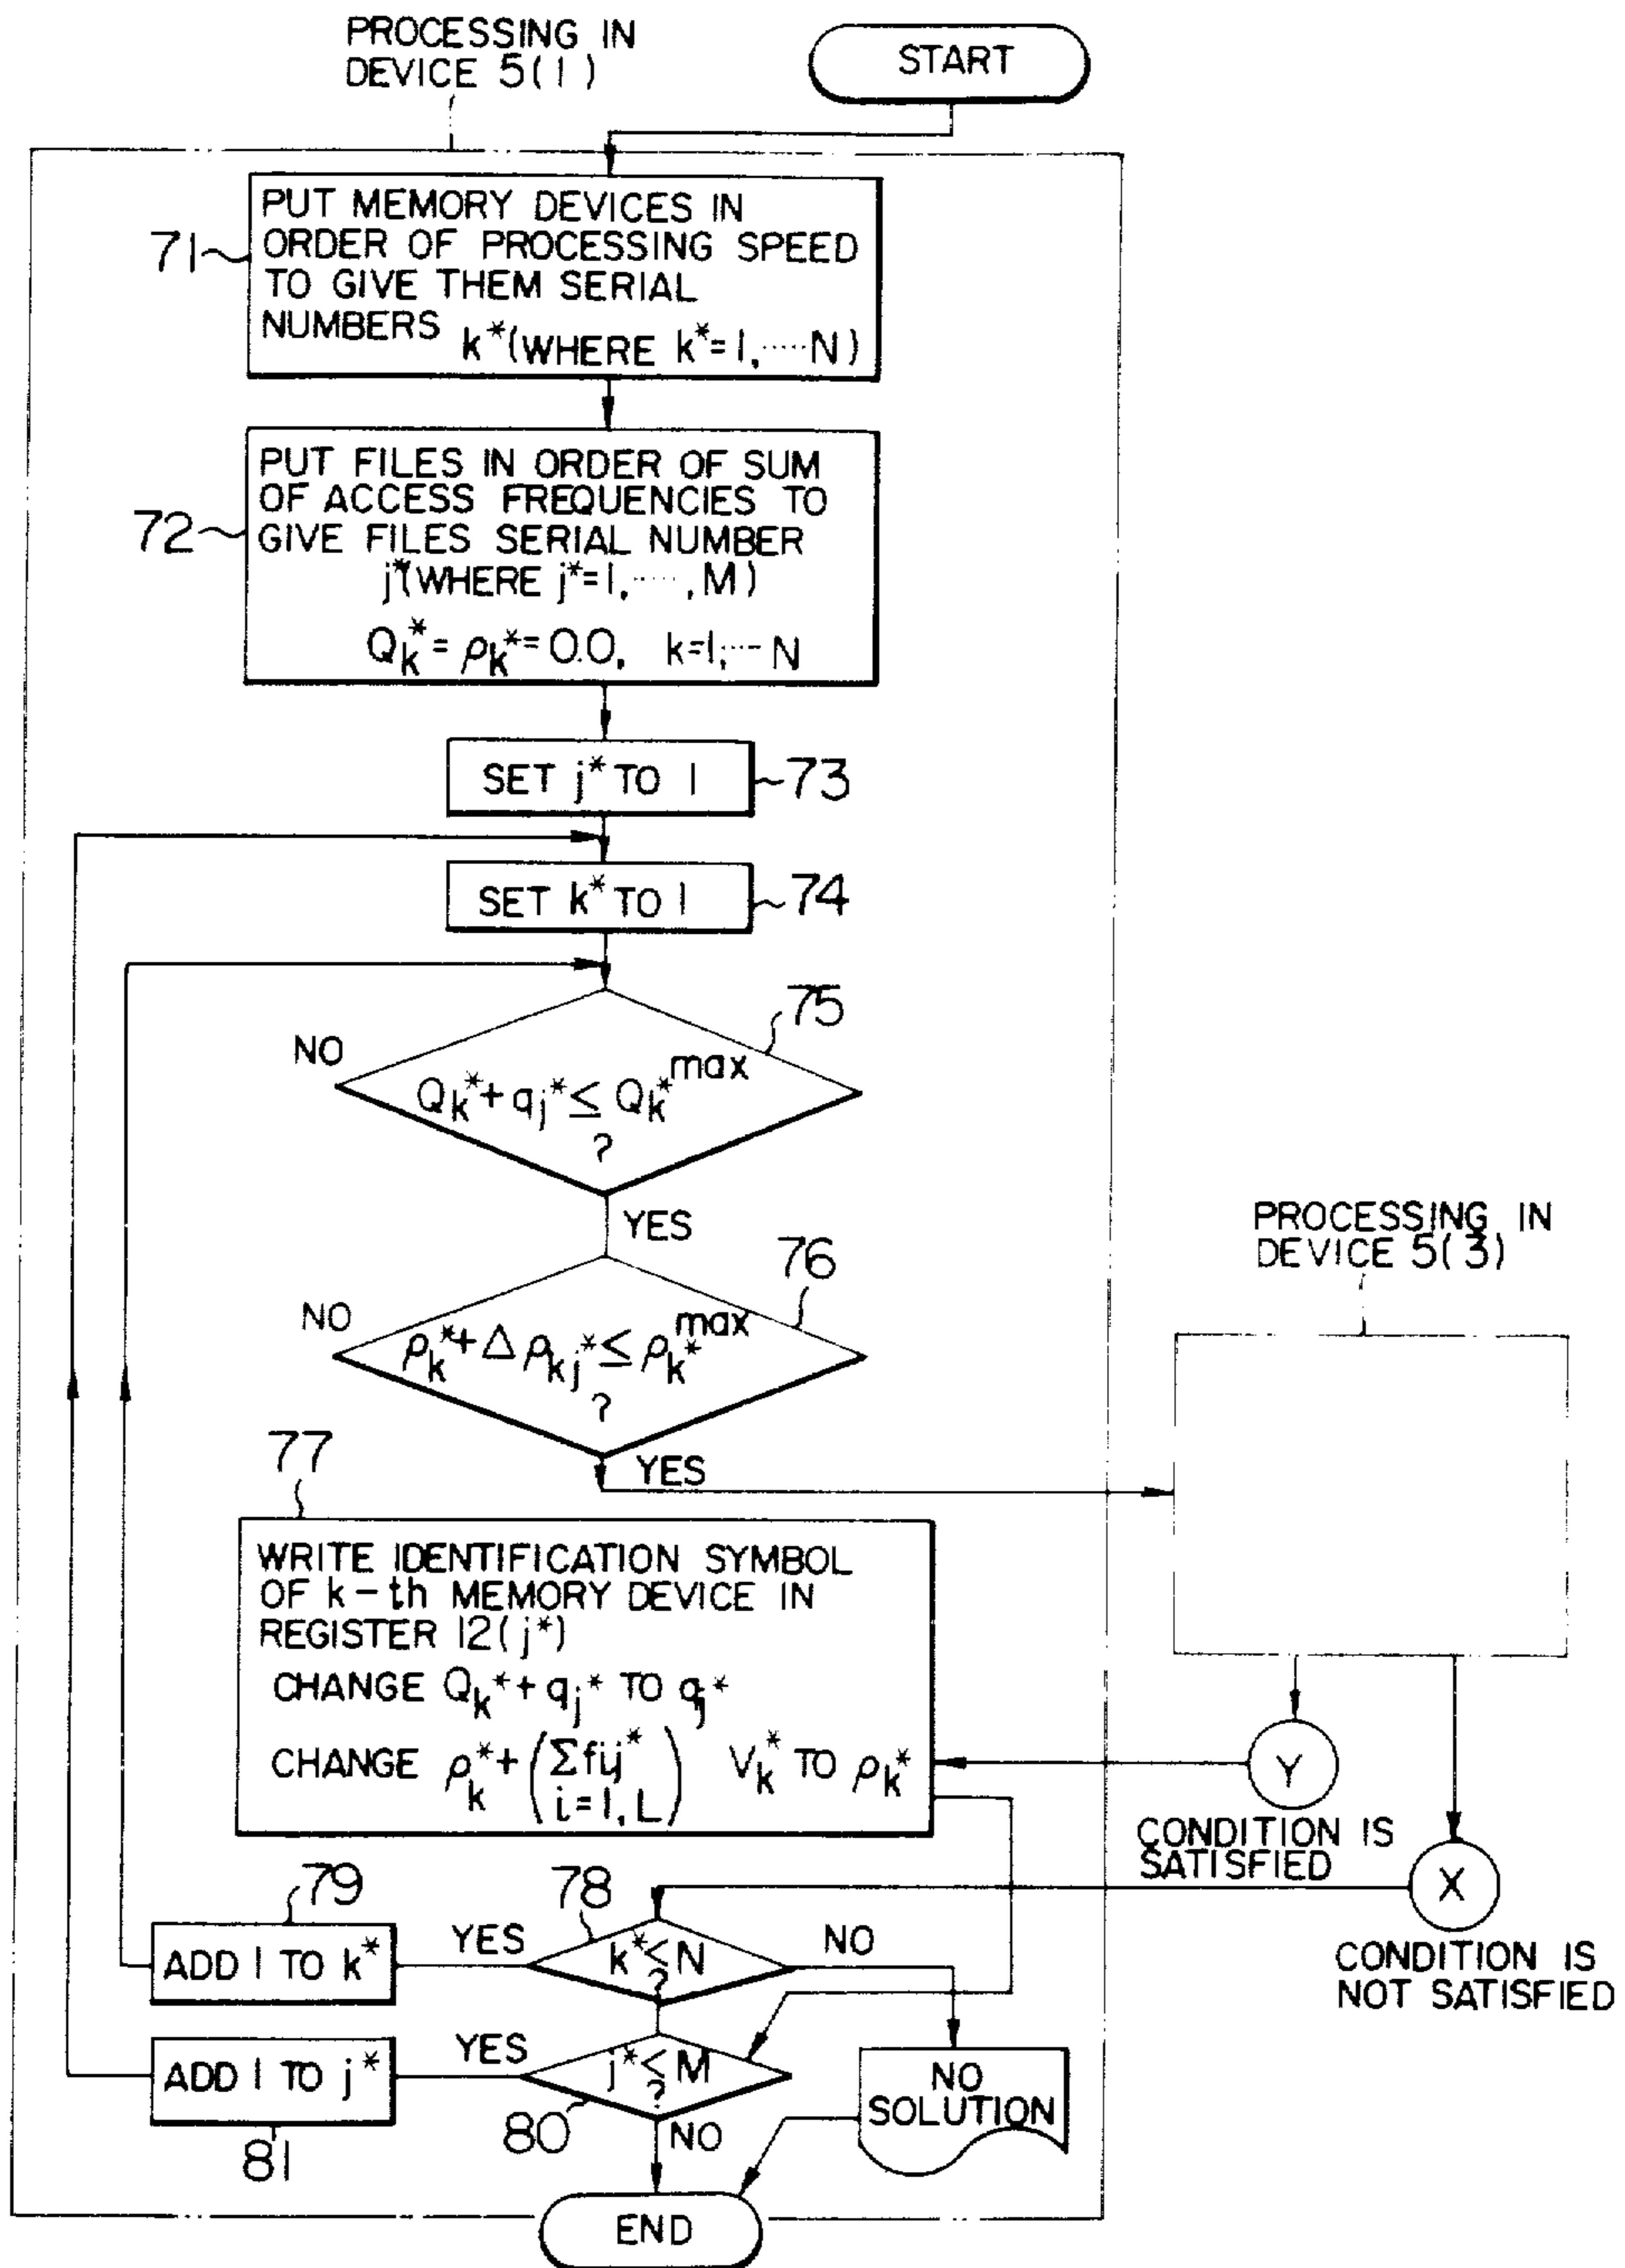 PROCESSING IN
DEVICE 5(1)
START
71
PUT MEMORY DEVICES IN
ORDER OF PROCESSING SPEED
TO GIVE THEM SERIAL
NUMBERS k*(WHERE k*=1,····N)
72
PUT FILES IN ORDER OF SUM
OF ACCESS FREQUENCIES TO
GIVE FILES SERIAL NUMBER
j*(WHERE j*=1,····,M)
Qk*=ρk*=0.0, k=1,···N
SET j* TO 1
73
SET k* TO 1
74
75
NO
Qk*+qj*≤Qk*max
?
YES
76
NO
ρk*+Δρkj*≤ρk*max
?
YES
PROCESSING IN
DEVICE 5(3)
77
WRITE IDENTIFICATION SYMBOL
OF k-th MEMORY DEVICE IN
REGISTER 12(j*)
CHANGE Qk*+qj* TO qj*
CHANGE ρk*+(Σfij*
i=1,L) Vk* TO ρk*
Y
CONDITION IS
SATISFIED
X
CONDITION IS
NOT SATISFIED
79
ADD 1 TO k*
YES
78
k*≤N
?
NO
ADD 1 TO j*
81
YES
j*≤M
?
80
NO
NO
SOLUTION
END